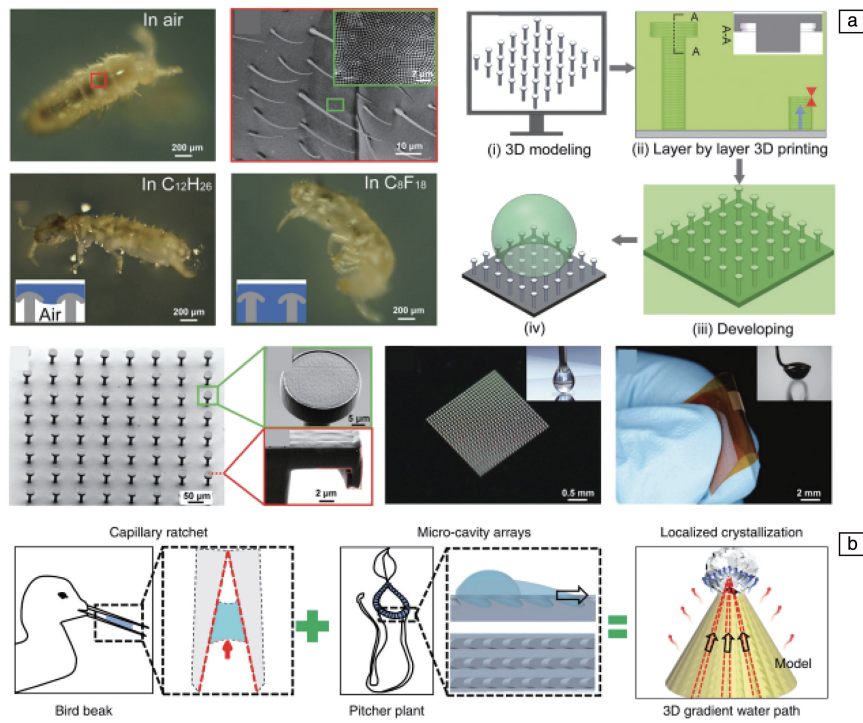 a
In air
200 μm
7 μm
10 μm
A
A
A-A
(i) 3D modeling
(ii) Layer by layer 3D printing
In C12H26
Air
200 μm
In C8F18
200 μm
(iv)
(iii) Developing
50 μm
5 μm
2 μm
0.5 mm
2 mm
b
Capillary ratchet
Micro-cavity arrays
Localized crystallization
Model
Bird beak
Pitcher plant
3D gradient water path